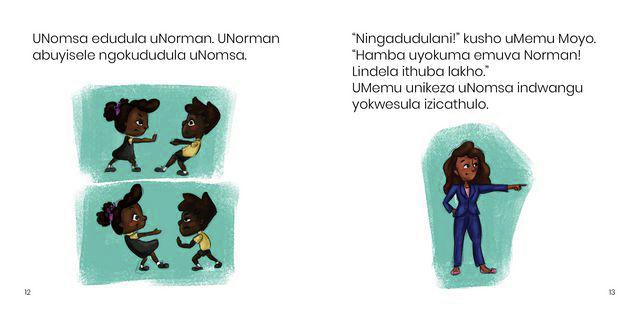 UNomsa edudula uNorman. UNorman
abuyisele ngokududula uNomsa.
12
“Ningadudulani!” kusho uMemu Moyo.
“Hamba uyokuma emuva Norman!
Lindela ithuba lakho.”
UMemu unikeza uNomsa indwangu
yokwesula izicathulo.
13